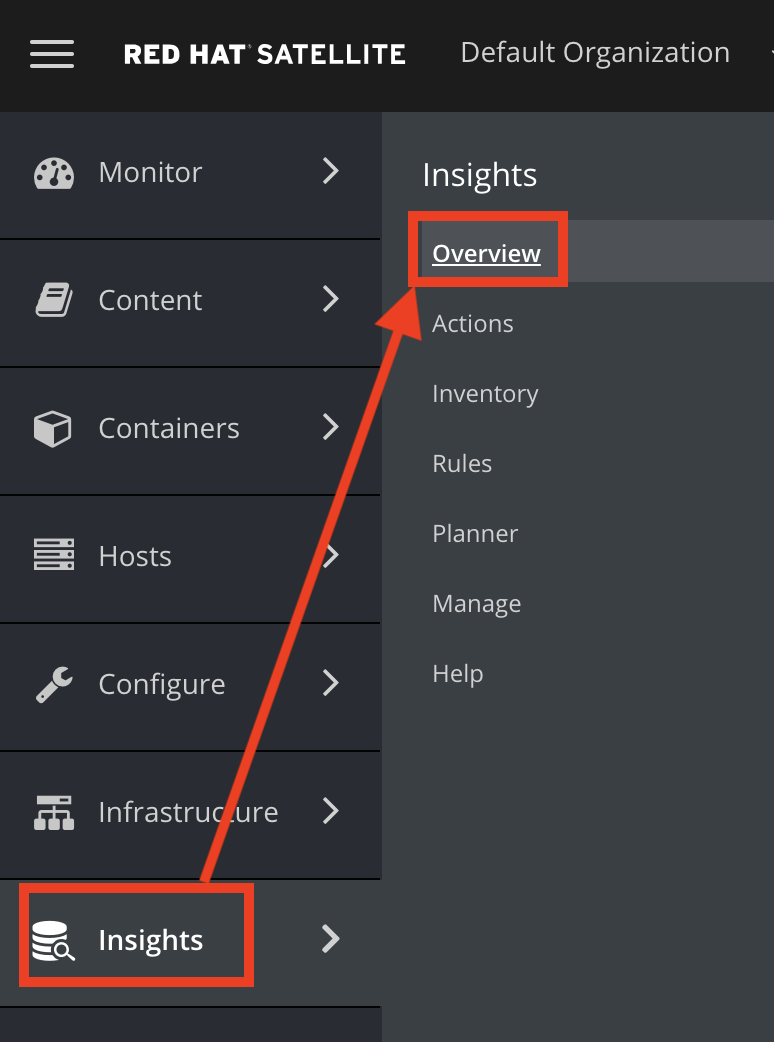 RED HAT® SATELLITE
Default Organization
Monitor
Content
Containers
Hosts
Configure
Infrastructure
Insights
Insights
Overview
Actions
Inventory
Rules
Planner
Manage
Help